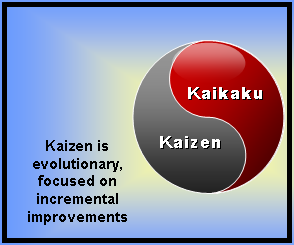 Kaikaku
Kaizen
Kaizen is
evolutionary,
focused on
incremental
improvements